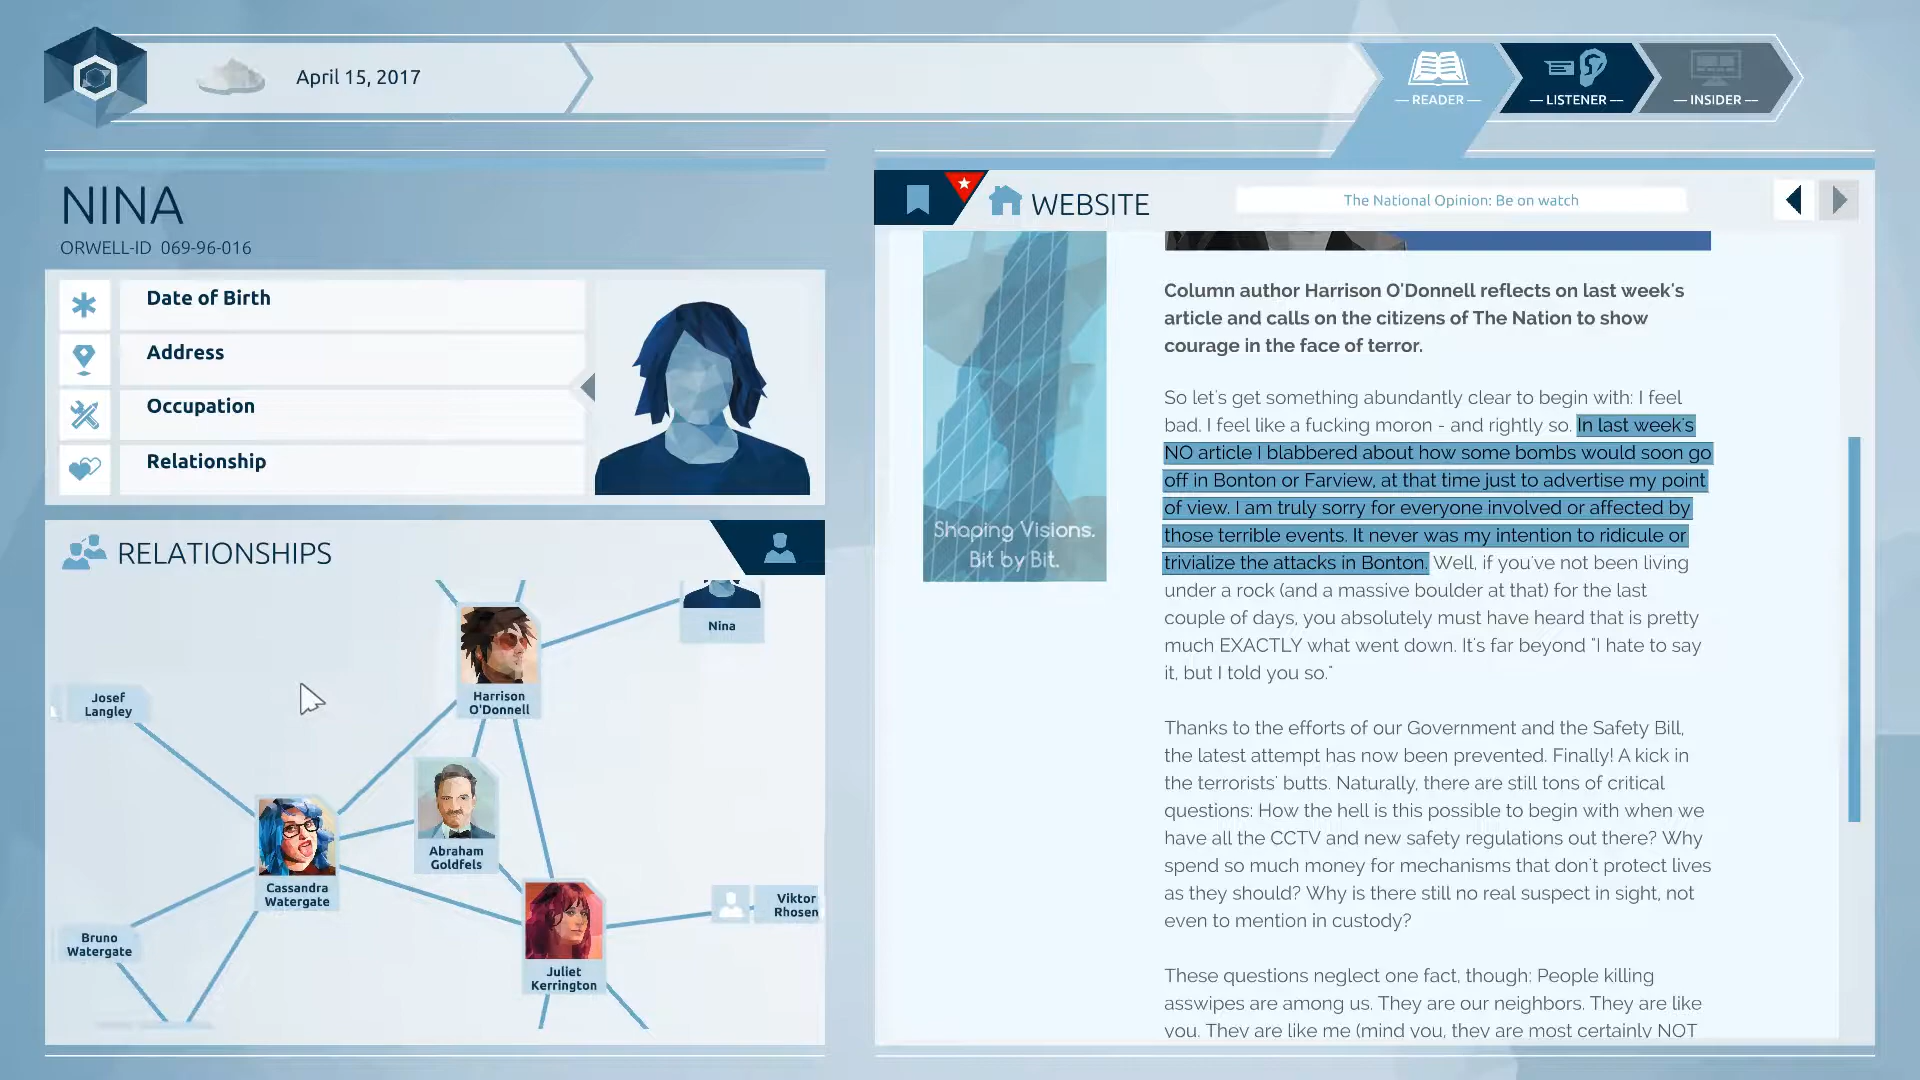 April 15, 2017
— READER —
— LISTENER —
— INSIDER —
NINA
ORWELL-ID 069-96-016
Date of Birth
Address
Occupation
Relationship
RELATIONSHIPS
Nina
Harrison
O'Donnell
Josef
Langley
Abraham
Goldfels
Cassandra
Watergate
Viktor
Rhosen
Bruno
Watergate
Juliet
Kerrington
WEBSITE
The National Opinion: Be on watch
Shaping Visions.
Bit by Bit.
Column author Harrison O'Donnell reflects on last week's
article and calls on the citizens of The Nation to show
courage in the face of terror.
So let's get something abundantly clear to begin with: I feel
bad. I feel like a fucking moron - and rightly so. In last week's
NO article I blabbered about how some bombs would soon go
off in Bonton or Farview, at that time just to advertise my point
of view. I am truly sorry for everyone involved or affected by
those terrible events. It never was my intention to ridicule or
trivialize the attacks in Bonton. Well, if you've not been living
under a rock (and a massive boulder at that) for the last
couple of days, you absolutely must have heard that is pretty
much EXACTLY what went down. It's far beyond "I hate to say
it, but I told you so."
Thanks to the efforts of our Government and the Safety Bill,
the latest attempt has now been prevented. Finally! A kick in
the terrorists' butts. Naturally, there are still tons of critical
questions: How the hell is this possible to begin with when we
have all the CCTV and new safety regulations out there? Why
spend so much money for mechanisms that don't protect lives
as they should? Why is there still no real suspect in sight, not
even to mention in custody?
These questions neglect one fact, though: People killing
asswipes are among us. They are our neighbors. They are like
you. They are like me (mind you, they are most certainly NOT